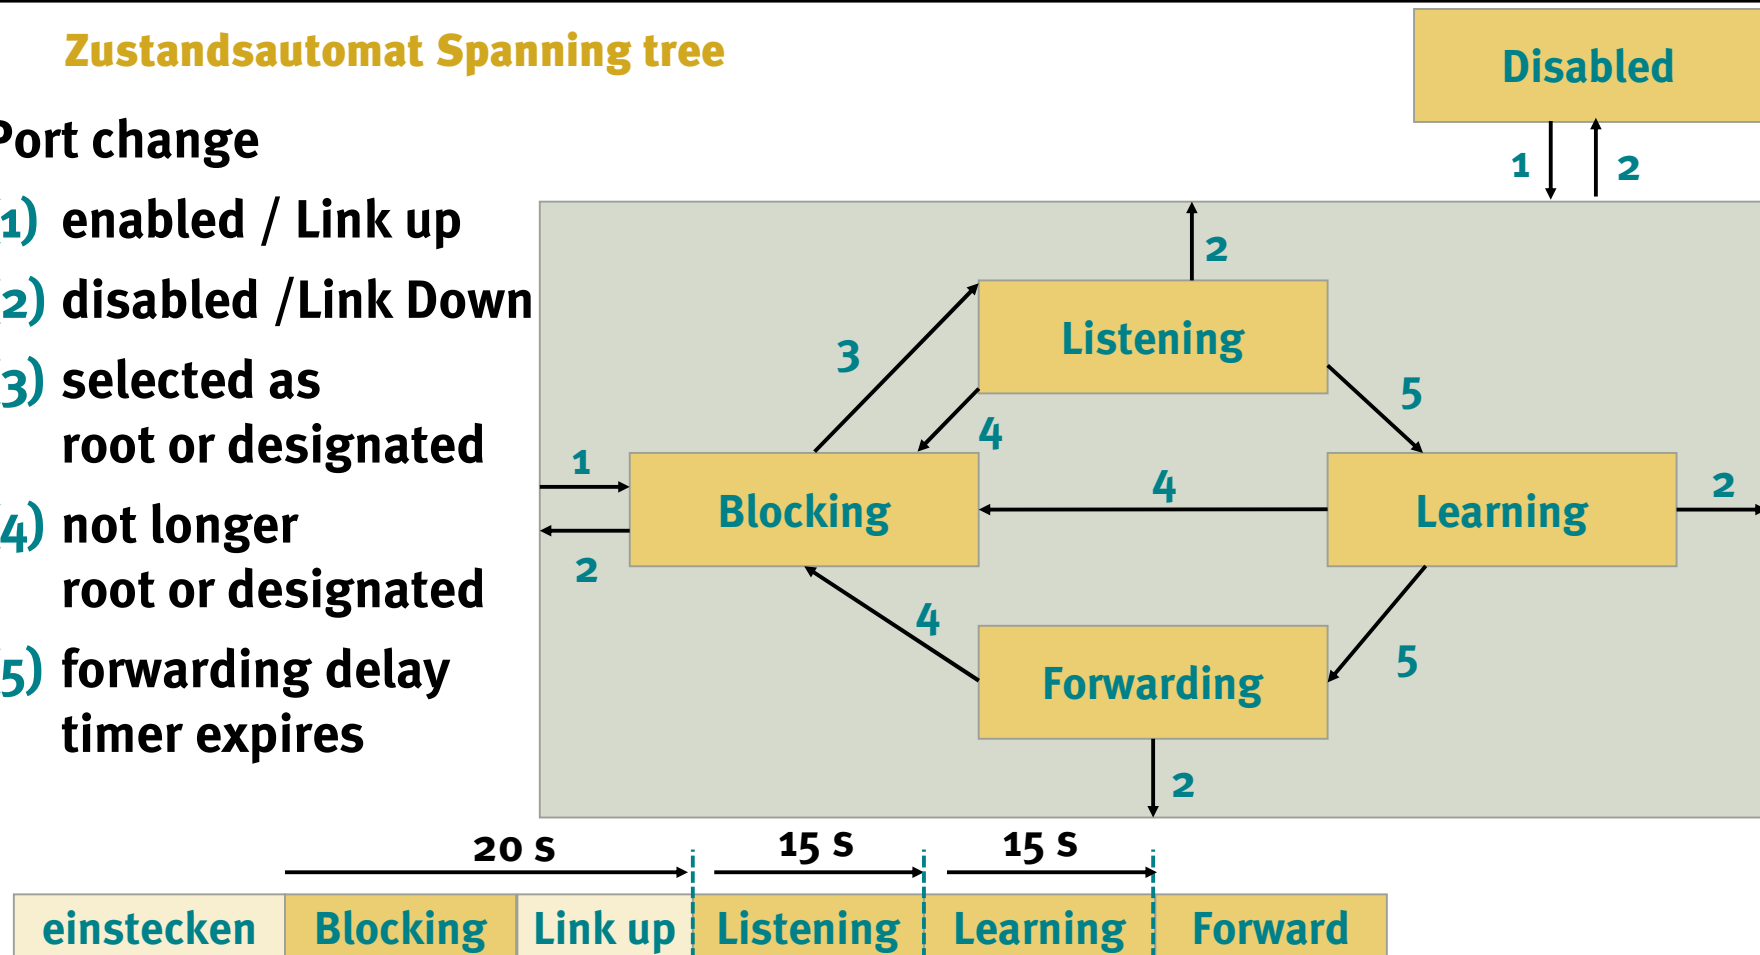 Zustandsautomat Spanning tree
Port change
1) enabled / Link up
2) disabled /Link Down
3) selected as
root or designated
4) not longer
root or designated
5) forwarding delay
timer expires
Disabled
1 2
2
Listening
3
4
5
1
Blocking
2
4
Learning
2
4
Forwarding
5
2
20 s 15 s 15 s
einstecken Blocking Link up Listening Learning Forward